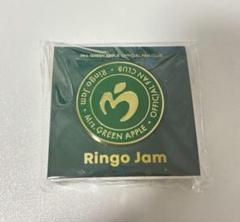 Mrs. GREEN APPLE OFFICIAL FAN CLUB
Ringo Jam • OFFICIAL FAN CLUB • Mrs. GREEN APPLE •
Ringo Jam